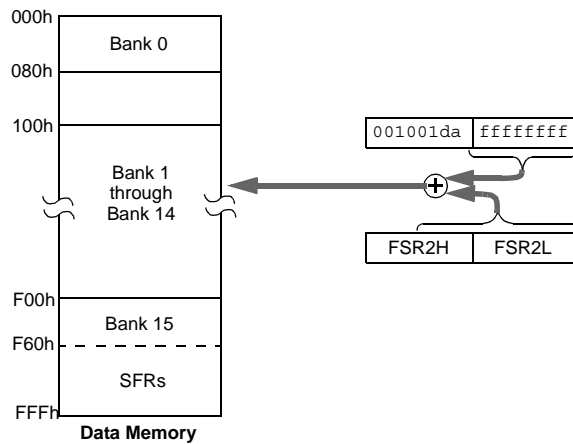 000h
Bank 0
080h
100h
001001da ffffffff
Bank 1
through
Bank 14
FSR2H FSR2L
F00h
Bank 15
F60h
SFRs
FFFh
Data Memory